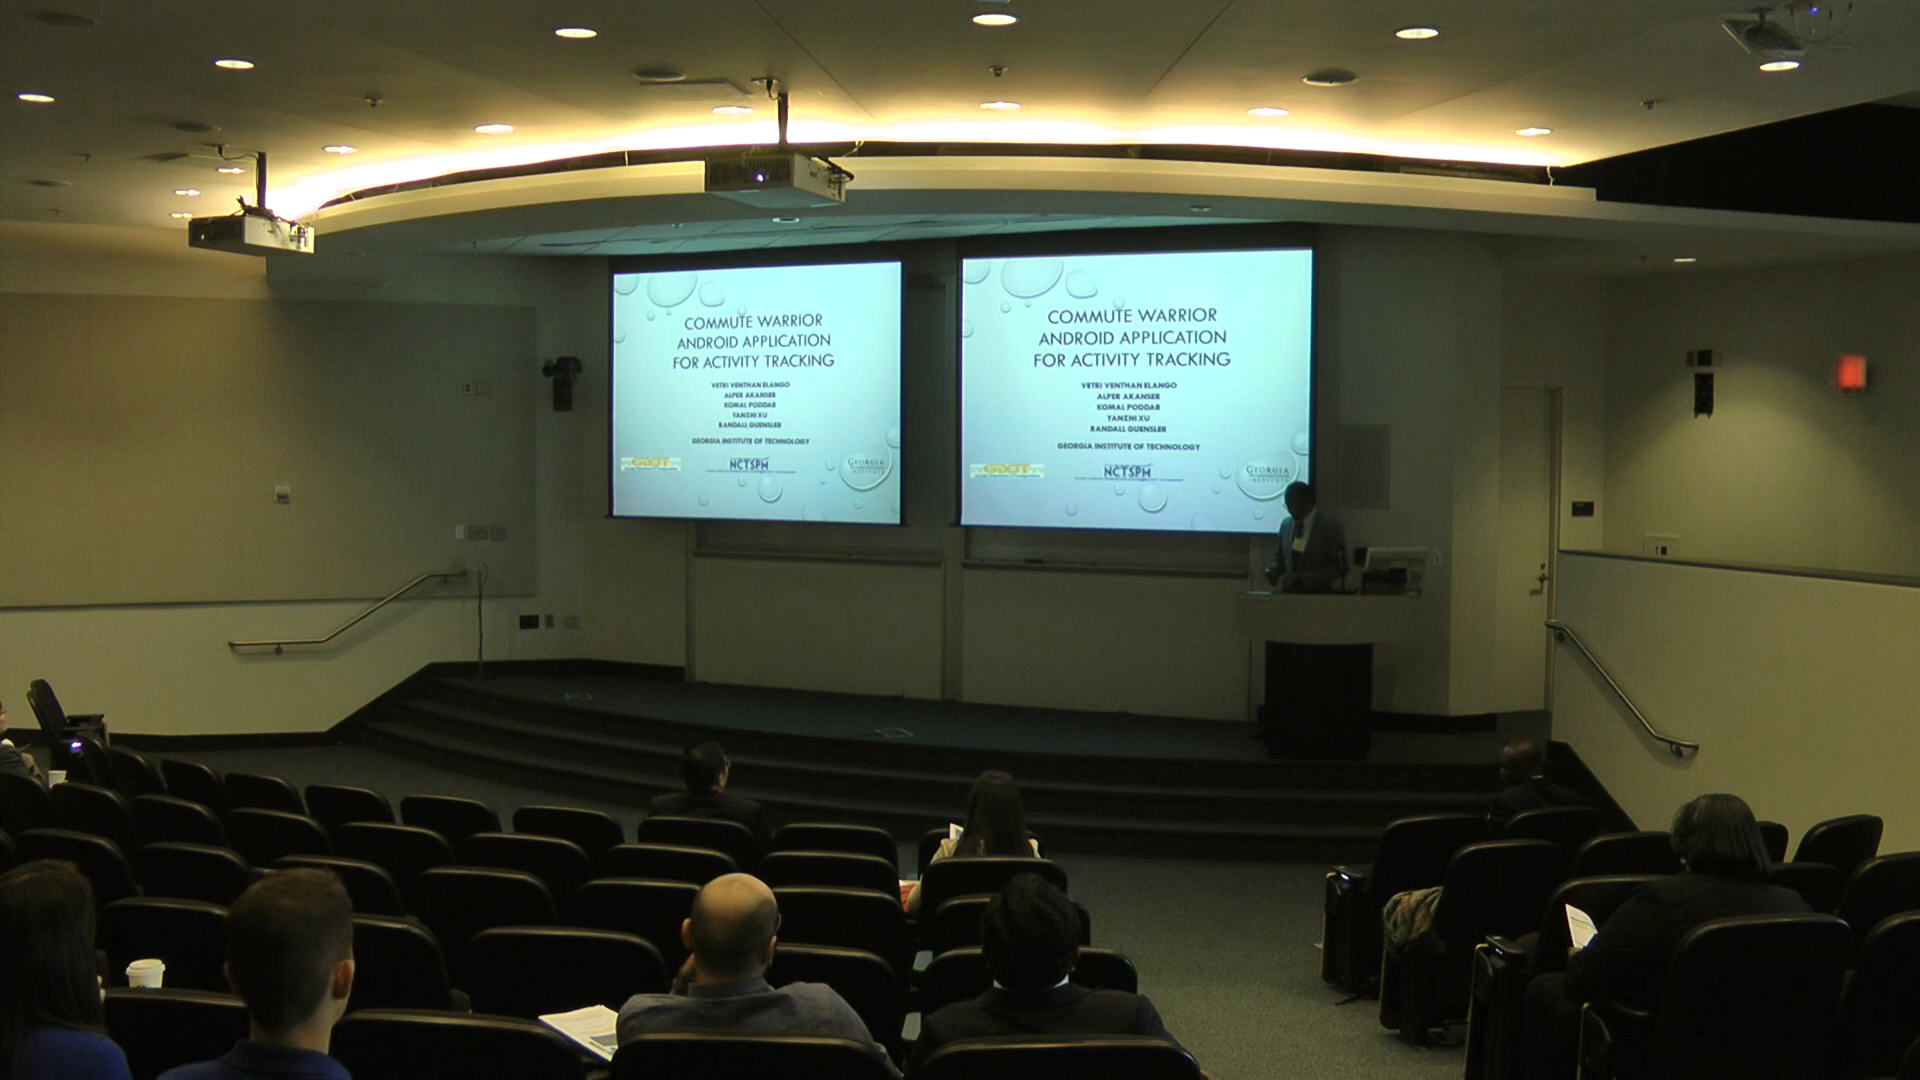 COMMUTE WARRIOR
ANDROID APPLICATION
FOR ACTIVITY TRACKING
VETRI VENTHAN ELANGO
ALPER AKANSER
KOMAL PODDAR
YANZHI XU
RANDALL GUENSLER
GEORGIA INSTITUTE OF TECHNOLOGY
GDOT
NCTSPM
GEORGIA
COMMUTE WARRIOR
ANDROID APPLICATION
FOR ACTIVITY TRACKING
VETRI VENTHAN ELANGO
ALPER AKANSER
KOMAL PODDAR
YANZHI XU
RANDALL GUENSLER
GEORGIA INSTITUTE OF TECHNOLOGY
GDOT
NCTSPM
GEORGIA